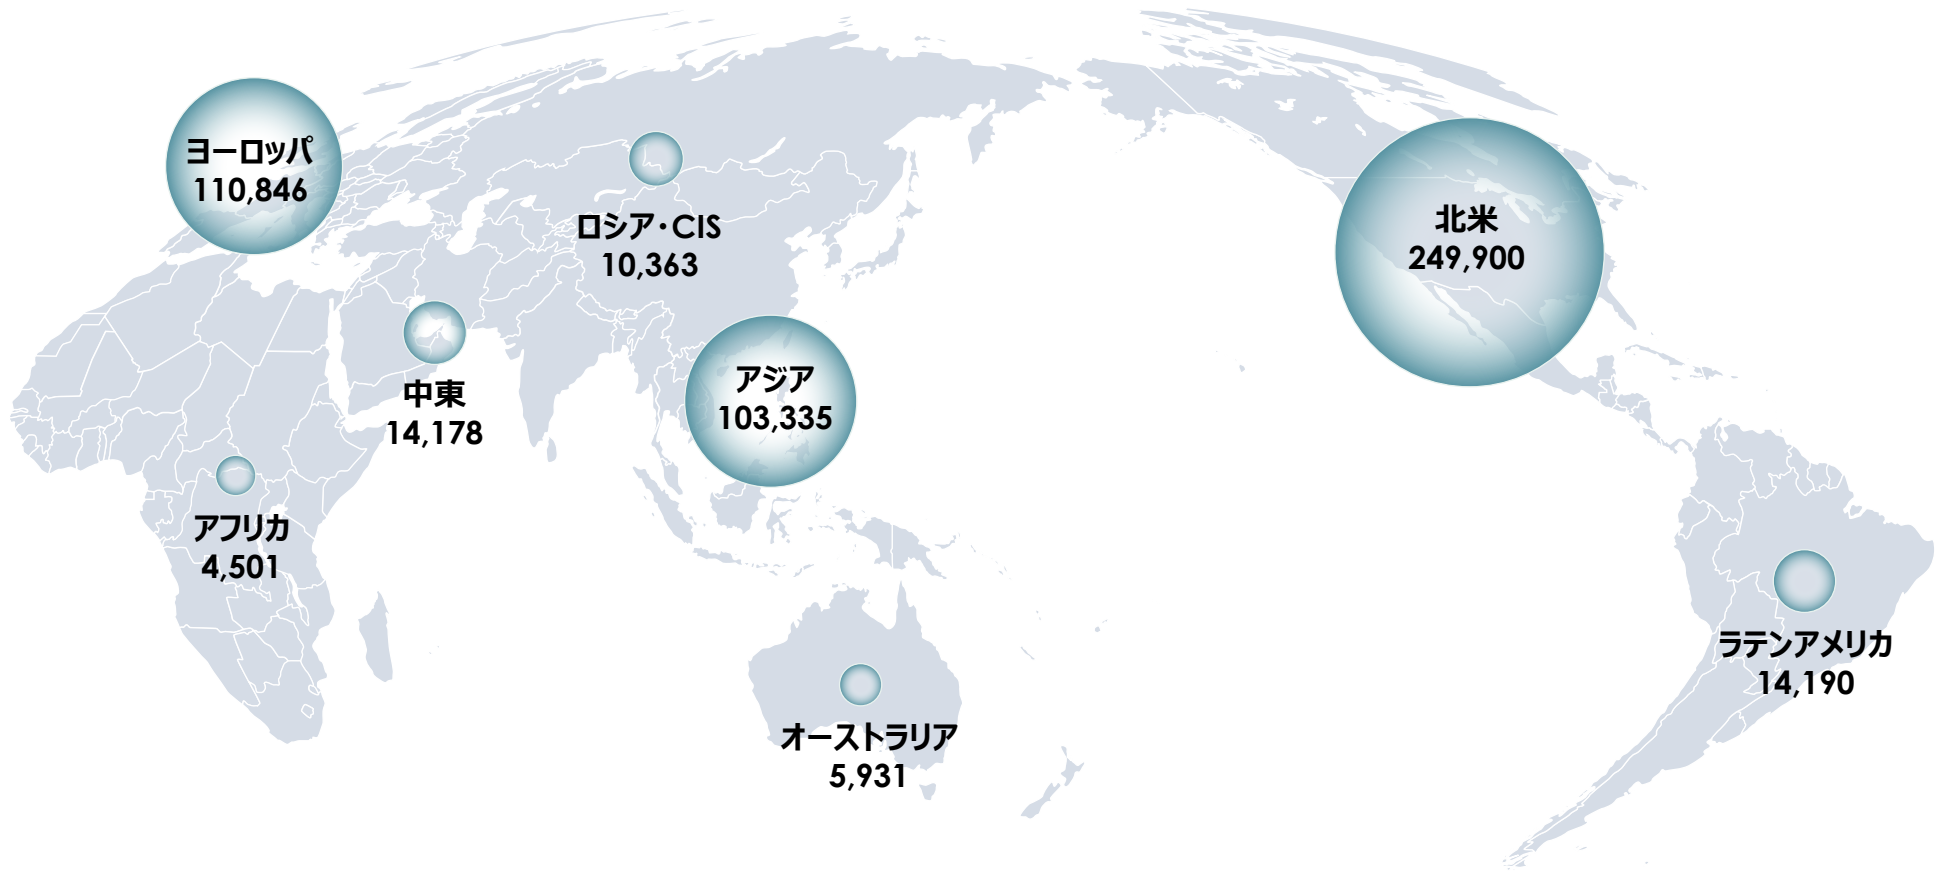 ヨーロッパ
110,846
ロシア・CIS
10,363
北米
249,900
中東
14,178
アジア
103,335
アフリカ
4,501
ラテンアメリカ
14,190
オーストラリア
5,931